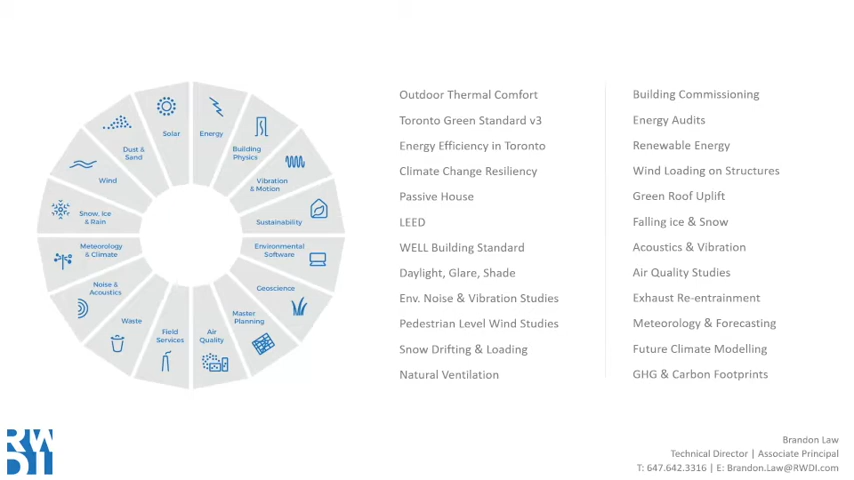 Solar
Energy
Building
Physics
Vibration
& Motion
Sustainability
Environmental
Software
Geoscience
Master
Planning
Air
Quality
Field
Services
Waste
Noise &
Acoustics
Meteorology
& Climate
Snow, Ice
& Rain
Wind
Dust &
Sand
Outdoor Thermal Comfort
Toronto Green Standard v3
Energy Efficiency in Toronto
Climate Change Resiliency
Passive House
LEED
WELL Building Standard
Daylight, Glare, Shade
Env. Noise & Vibration Studies
Pedestrian Level Wind Studies
Snow Drifting & Loading
Natural Ventilation
Building Commissioning
Energy Audits
Renewable Energy
Wind Loading on Structures
Green Roof Uplift
Falling ice & Snow
Acoustics & Vibration
Air Quality Studies
Exhaust Re-entrainment
Meteorology & Forecasting
Future Climate Modelling
GHG & Carbon Footprints
RW
DI
Brandon Law
Technical Director | Associate Principal
T: 647.642.3316 | E: Brandon.Law@RWDI.com